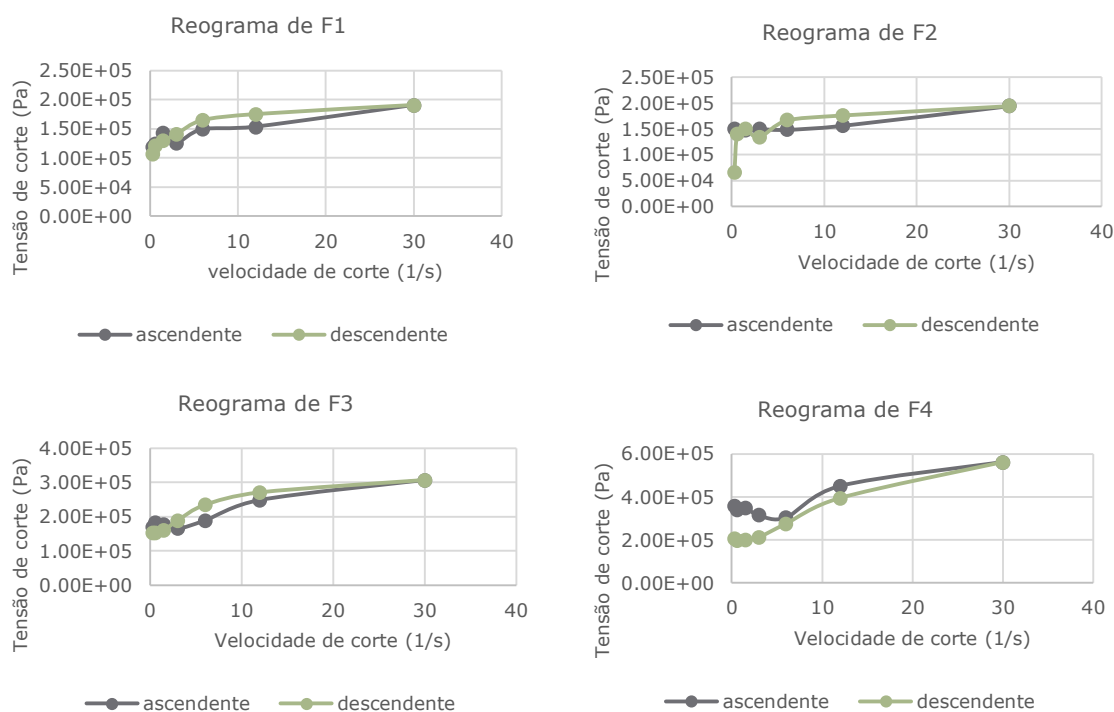 Reograma de F1
Tensão de corte (Pa)
2.50E+05
2.00E+05
1.50E+05
1.00E+05
5.00E+04
0.00E+00
0 10 20 30 40
velocidade de corte (1/s)
ascendente descendente
Reograma de F2
Tensão de corte (Pa)
2.50E+05
2.00E+05
1.50E+05
1.00E+05
5.00E+04
0.00E+00
0 10 20 30 40
Velocidade de corte (1/s)
ascendente descendente
Reograma de F3
Tensão de corte (Pa)
4.00E+05
3.00E+05
2.00E+05
1.00E+05
0.00E+00
0 10 20 30 40
Velocidade de corte (1/s)
ascendente descendente
Reograma de F4
Tensão de corte (Pa)
6.00E+05
4.00E+05
2.00E+05
0.00E+00
0 10 20 30 40
Velocidade de corte (1/s)
ascendente descendente